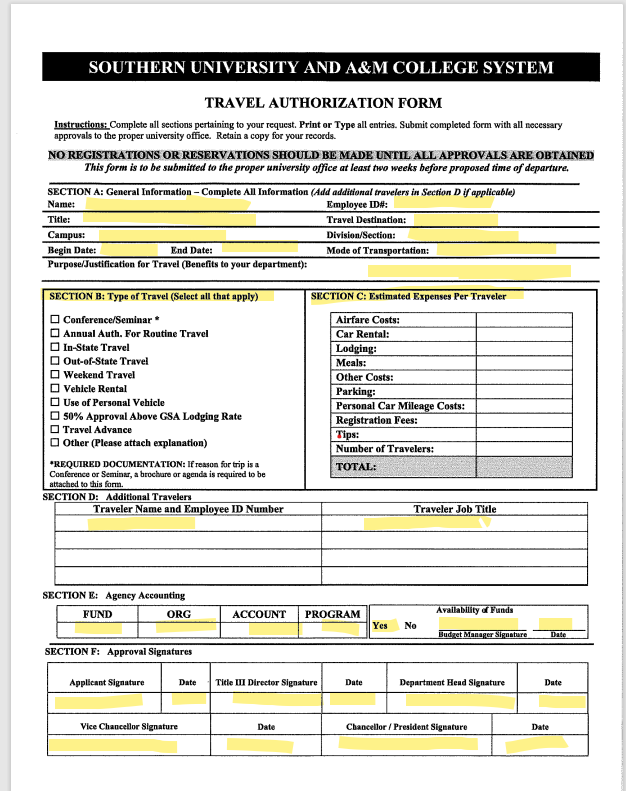 SOUTHERN UNIVERSITY AND A&M COLLEGE SYSTEM
TRAVEL AUTHORIZATION FORM
Instructions: Complete all sections pertaining to your request. Print or Type all entries. Submit completed form with all necessary
approvals to the proper university office. Retain a copy for your records.
NO REGISTRATIONS OR RESERVATIONS SHOULD BE MADE UNTIL ALL APPROVALS ARE OBTAINED
This form is to be submitted to the proper university office at least two weeks before proposed time of departure.
SECTION A: General Information – Complete All Information (Add additional travelers in Section D if applicable)
Name: Employee ID#:
Title: Travel Destination:
Campus: Division/Section:
Begin Date: End Date: Mode of Transportation:
Purpose/Justification for Travel (Benefits to your department):
SECTION B: Type of Travel (Select all that apply)
Conference/Seminar *
Annual Auth. For Routine Travel
In-State Travel
Out-of-State Travel
Weekend Travel
Vehicle Rental
Use of Personal Vehicle
50% Approval Above GSA Lodging Rate
Travel Advance
Other (Please attach explanation)
*REQUIRED DOCUMENTATION: If reason for trip is a
Conference or Seminar, a brochure or agenda is required to be
attached to this form.
SECTION C: Estimated Expenses Per Traveler
Airfare Costs:
Car Rental:
Lodging:
Meals:
Other Costs:
Parking:
Personal Car Mileage Costs:
Registration Fees:
Tips:
Number of Travelers:
TOTAL:
SECTION D: Additional Travelers
Traveler Name and Employee ID Number Traveler Job Title
SECTION E: Agency Accounting
FUND ORG ACCOUNT PROGRAM
Availability of Funds
Yes No
Budget Manager Signature Date
SECTION F: Approval Signatures
Applicant Signature Date Title III Director Signature Date Department Head Signature Date
Vice Chancellor Signature Date Chancellor / President Signature Date